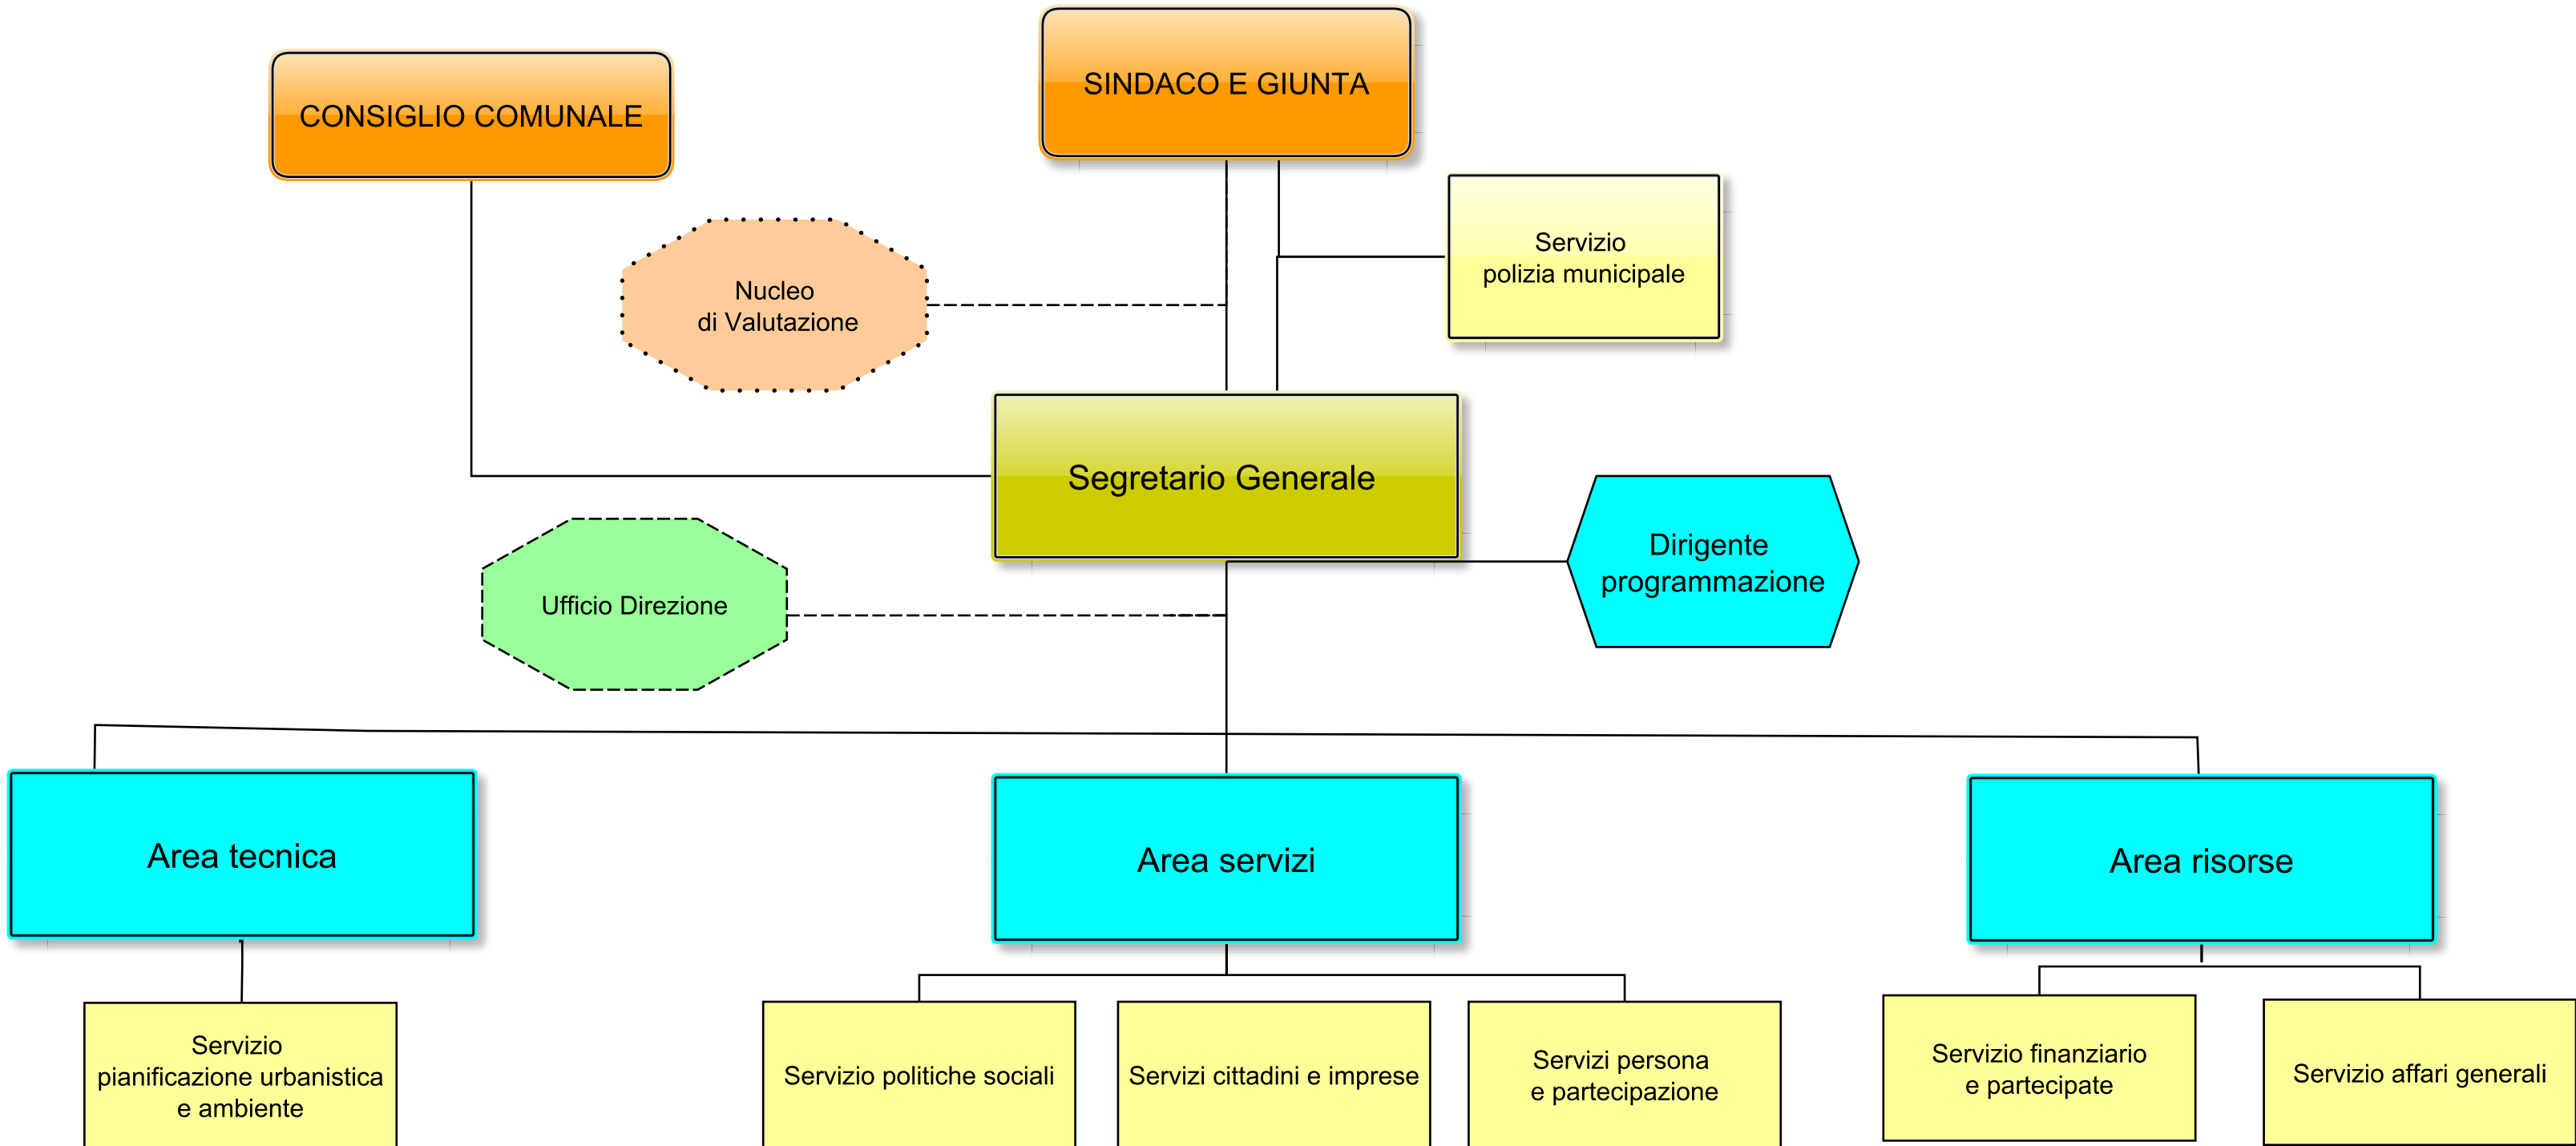 SINDACO E GIUNTA
CONSIGLIO COMUNALE
Servizio
polizia municipale
Nucleo
di Valutazione
Segretario Generale
Dirigente
programmazione
Ufficio Direzione
Area tecnica
Area servizi
Area risorse
Servizio
pianificazione urbanistica
e ambiente
Servizio politiche sociali
Servizi cittadini e imprese
Servizi persona
e partecipazione
Servizio finanziario
e partecipate
Servizio affari generali